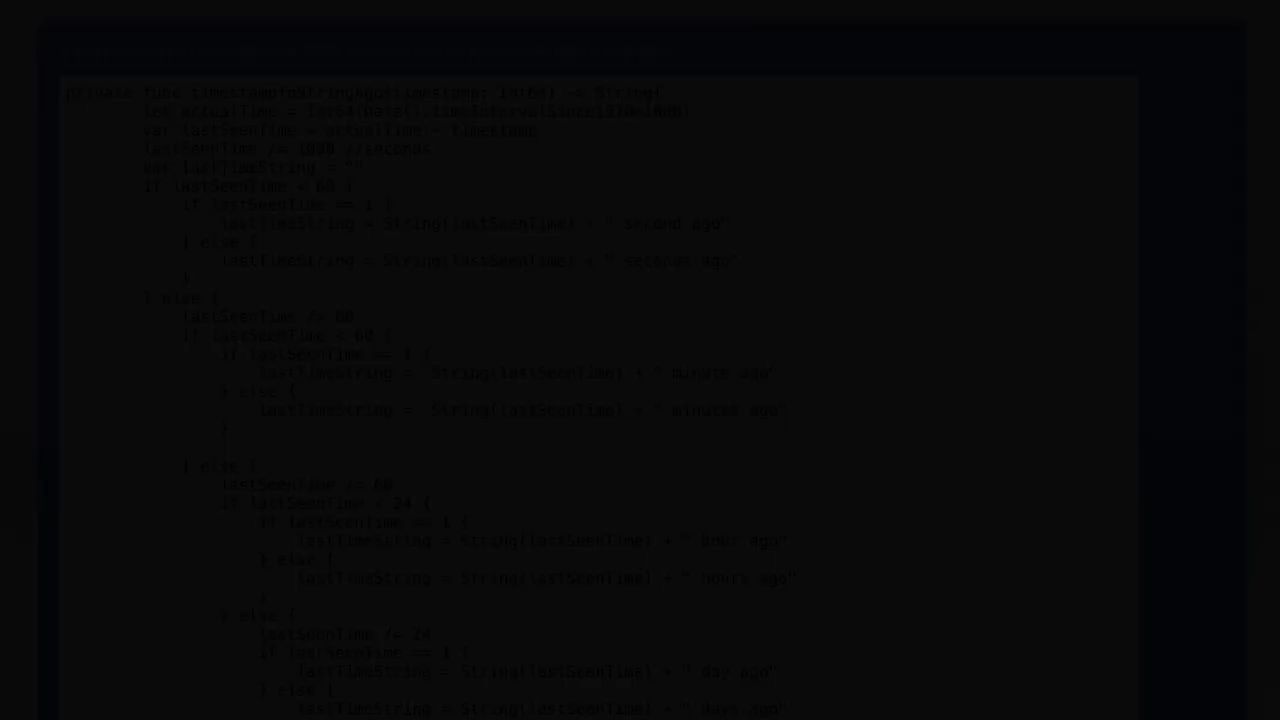 private func timestamptoStringAgo(timestamp: Int64) -> String{
let actualTime = Int64(Date().timeIntervalSince1970*1000)
var lastSeenTime = actualTime - timestamp
lastSeenTime /= 1000 //seconds
var lastTimeString = ""
if lastSeenTime < 60 {
if lastSeenTime == 1 {
lastTimeString = String(lastSeenTime) + " second ago"
} else {
lastTimeString = String(lastSeenTime) + " seconds ago"
}
} else {
lastSeenTime /= 60
if lastSeenTime < 60 {
if lastSeenTime == 1 {
lastTimeString =  String(lastSeenTime) + " minute ago"
} else {
lastTimeString =  String(lastSeenTime) + " minutes ago"
}
} else {
lastSeenTime /= 60
if lastSeenTime < 24 {
if lastSeenTime == 1 {
lastTimeString = String(lastSeenTime) + " hour ago"
} else {
lastTimeString = String(lastSeenTime) + " hours ago"
}
} else {
lastSeenTime /= 24
if lastSeenTime == 1 {
lastTimeString = String(lastSeenTime) + " day ago"
} else {
lastTimeString = String(lastSeenTime) + " days ago"